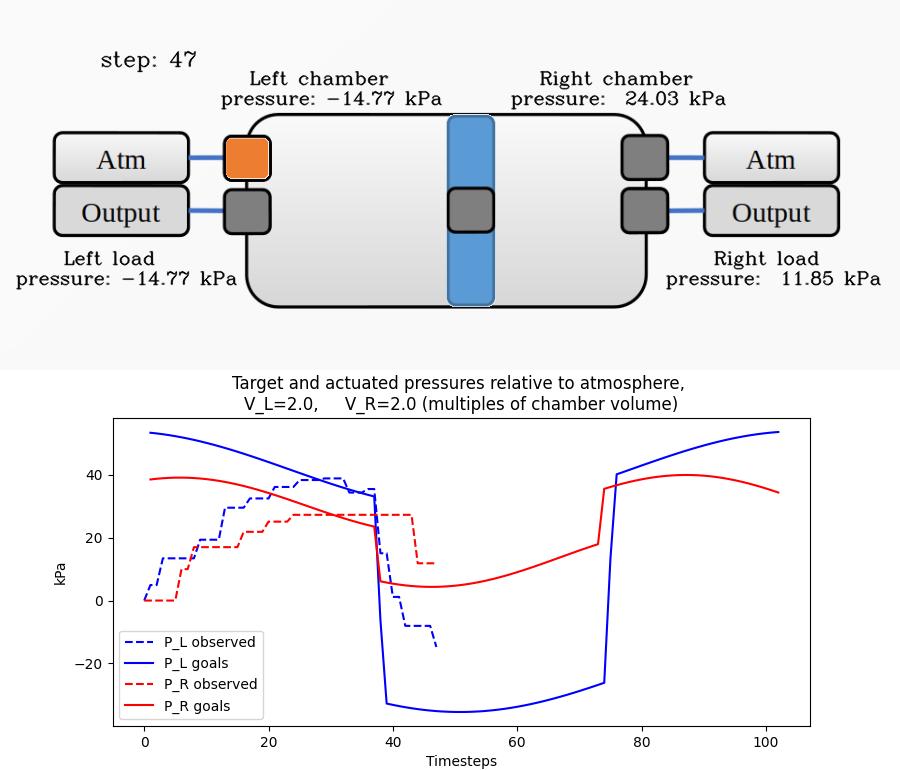 step: 47
Left chamber
pressure: −14.77 kPa
Right chamber
pressure: 24.03 kPa
Atm
Output
Atm
Output
Left load
pressure: −14.77 kPa
Right load
pressure: 11.85 kPa
Target and actuated pressures relative to atmosphere,
V_L=2.0, V_R=2.0 (multiples of chamber volume)
kPa
40
20
0
−20
P_L observed
P_L goals
P_R observed
P_R goals
0 20 40 60 80 100
Timesteps